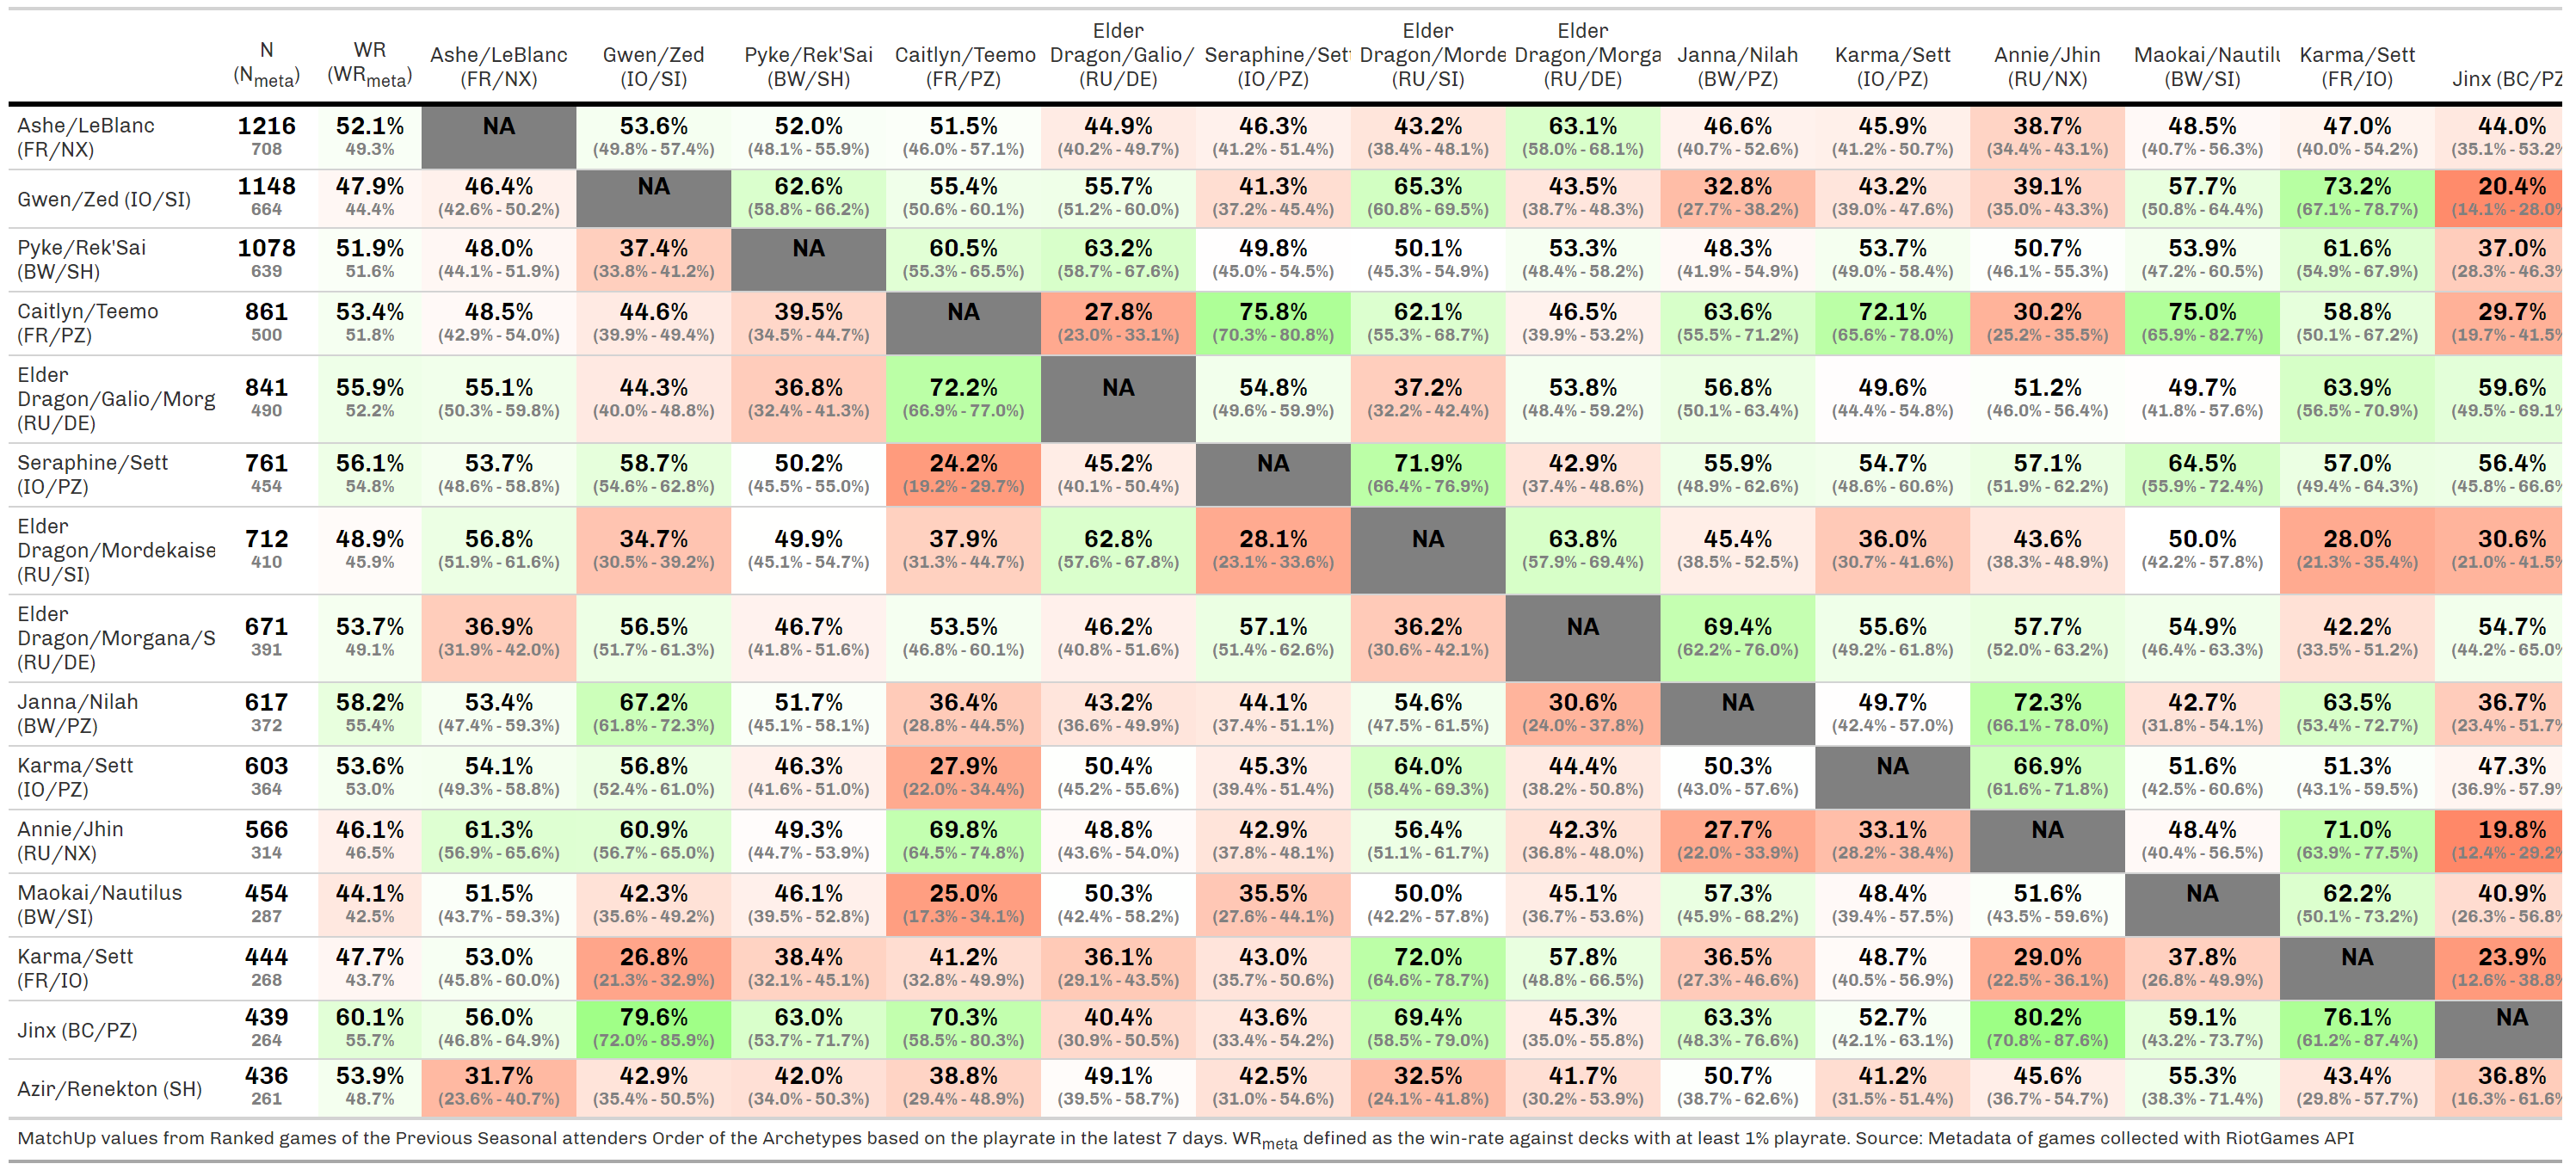 N (Nmeta) WR (WRmeta) Ashe/LeBlanc (FR/NX) Gwen/Zed (IO/SI) Pyke/Rek'Sai (BW/SH) Caitlyn/Teemo (FR/PZ) Elder Dragon/Galio/ (RU/DE) Seraphine/Sett (IO/PZ) Elder Dragon/Morde (RU/SI) Elder Dragon/Morga (RU/DE) Janna/Nilah (BW/PZ) Karma/Sett (IO/PZ) Annie/Jhin (RU/NX) Maokai/Nautilu (BW/SI) Karma/Sett (FR/IO) Jinx (BC/PZ
Ashe/LeBlanc 1216 52.1% NA 53.6% 52.0% 51.5% 44.9% 46.3% 43.2% 63.1% 46.6% 45.9% 38.7% 48.5% 47.0% 44.0%
(FR/NX) 708 49.3% (49.8% - 57.4%) (48.1% - 55.9%) (46.0% - 57.1%) (40.2% - 49.7%) (41.2% - 51.4%) (38.4% - 48.1%) (58.0% - 68.1%) (40.7% - 52.6%) (41.2% - 50.7%) (34.4% - 43.1%) (40.7% - 56.3%) (40.0% - 54.2%) (35.1% - 53.2%
Gwen/Zed (IO/SI) 1148 47.9% 46.4% NA 62.6% 55.4% 55.7% 41.3% 65.3% 43.5% 32.8% 43.2% 39.1% 57.7% 73.2% 20.4%
664 44.4% (42.6% - 50.2%) (58.8% - 66.2%) (50.6% - 60.1%) (51.2% - 60.0%) (37.2% - 45.4%) (60.8% - 69.5%) (38.7% - 48.3%) (27.7% - 38.2%) (39.0% - 47.6%) (35.0% - 43.3%) (50.8% - 64.4%) (67.1% - 78.7%) (14.1% - 28.0%
Pyke/Rek'Sai 1078 51.9% 48.0% 37.4% NA 60.5% 63.2% 49.8% 50.1% 53.3% 48.3% 53.7% 50.7% 53.9% 61.6% 37.0%
(BW/SH) 639 51.6% (44.1% - 51.9%) (33.8% - 41.2%) (55.3% - 65.5%) (58.7% - 67.6%) (45.0% - 54.5%) (45.3% - 54.9%) (48.4% - 58.2%) (41.9% - 54.9%) (49.0% - 58.4%) (46.1% - 55.3%) (47.2% - 60.5%) (54.9% - 67.9%) (28.3% - 46.3%
Caitlyn/Teemo 861 53.4% 48.5% 44.6% 39.5% NA 27.8% 75.8% 62.1% 46.5% 63.6% 72.1% 30.2% 75.0% 58.8% 29.7%
(FR/PZ) 500 51.8% (42.9% - 54.0%) (39.9% - 49.4%) (34.5% - 44.7%) (23.0% - 33.1%) (70.3% - 80.8%) (55.3% - 68.7%) (39.9% - 53.2%) (55.5% - 71.2%) (65.6% - 78.0%) (25.2% - 35.5%) (65.9% - 82.7%) (50.1% - 67.2%) (19.7% - 41.5%
Elder
Dragon/Galio/Morg 841 55.9% 55.1% 44.3% 36.8% 72.2% NA 54.8% 37.2% 53.8% 56.8% 49.6% 51.2% 49.7% 63.9% 59.6%
(RU/DE) 490 52.2% (50.3% - 59.8%) (40.0% - 48.8%) (32.4% - 41.3%) (66.9% - 77.0%) (49.6% - 59.9%) (32.2% - 42.4%) (48.4% - 59.2%) (50.1% - 63.4%) (44.4% - 54.8%) (46.0% - 56.4%) (41.8% - 57.6%) (56.5% - 70.9%) (49.5% - 69.1%
Seraphine/Sett 761 56.1% 53.7% 58.7% 50.2% 24.2% 45.2% NA 71.9% 42.9% 55.9% 54.7% 57.1% 64.5% 57.0% 56.4%
(IO/PZ) 454 54.8% (48.6% - 58.8%) (54.6% - 62.8%) (45.5% - 55.0%) (19.2% - 29.7%) (40.1% - 50.4%) (66.4% - 76.9%) (37.4% - 48.6%) (48.9% - 62.6%) (48.6% - 60.6%) (51.9% - 62.2%) (55.9% - 72.4%) (49.4% - 64.3%) (45.8% - 66.6%
Elder
Dragon/Mordekaise 712 48.9% 56.8% 34.7% 49.9% 37.9% 62.8% 28.1% NA 63.8% 45.4% 36.0% 43.6% 50.0% 28.0% 30.6%
(RU/SI) 410 45.9% (51.9% - 61.6%) (30.5% - 39.2%) (45.1% - 54.7%) (31.3% - 44.7%) (57.6% - 67.8%) (23.1% - 33.6%) (57.9% - 69.4%) (38.5% - 52.5%) (30.7% - 41.6%) (38.3% - 48.9%) (42.2% - 57.8%) (21.3% - 35.4%) (21.0% - 41.5%
Elder
Dragon/Morgana/S 671 53.7% 36.9% 56.5% 46.7% 53.5% 46.2% 57.1% 36.2% NA 69.4% 55.6% 57.7% 54.9% 42.2% 54.7%
(RU/DE) 391 49.1% (31.9% - 42.0%) (51.7% - 61.3%) (41.8% - 51.6%) (46.8% - 60.1%) (40.8% - 51.6%) (51.4% - 62.6%) (30.6% - 42.1%) (62.2% - 76.0%) (49.2% - 61.8%) (52.0% - 63.2%) (46.4% - 63.3%) (33.5% - 51.2%) (44.2% - 65.0%
Janna/Nilah 617 58.2% 53.4% 67.2% 51.7% 36.4% 43.2% 44.1% 54.6% 30.6% NA 49.7% 72.3% 42.7% 63.5% 36.7%
(BW/PZ) 372 55.4% (47.4% - 59.3%) (61.8% - 72.3%) (45.1% - 58.1%) (28.8% - 44.5%) (36.6% - 49.9%) (37.4% - 51.1%) (47.5% - 61.5%) (24.0% - 37.8%) (42.4% - 57.0%) (66.1% - 78.0%) (31.8% - 54.1%) (53.4% - 72.7%) (23.4% - 51.7%
Karma/Sett 603 53.6% 54.1% 56.8% 46.3% 27.9% 50.4% 45.3% 64.0% 44.4% 50.3% NA 66.9% 51.6% 51.3% 47.3%
(IO/PZ) 364 53.0% (49.3% - 58.8%) (52.4% - 61.0%) (41.6% - 51.0%) (22.0% - 34.4%) (45.2% - 55.6%) (39.4% - 51.4%) (58.4% - 69.3%) (38.2% - 50.8%) (43.0% - 57.6%) (61.6% - 71.8%) (42.5% - 60.6%) (43.1% - 59.5%) (36.9% - 57.9%
Annie/Jhin 566 46.1% 61.3% 60.9% 49.3% 69.8% 48.8% 42.9% 56.4% 42.3% 27.7% 33.1% NA 48.4% 71.0% 19.8%
(RU/NX) 314 46.5% (56.9% - 65.6%) (56.7% - 65.0%) (44.7% - 53.9%) (64.5% - 74.8%) (43.6% - 54.0%) (37.8% - 48.1%) (51.1% - 61.7%) (36.8% - 48.0%) (22.0% - 33.9%) (28.2% - 38.4%) (40.4% - 56.5%) (63.9% - 77.5%) (12.4% - 29.2%
Maokai/Nautilus 454 44.1% 51.5% 42.3% 46.1% 25.0% 50.3% 35.5% 50.0% 45.1% 57.3% 48.4% 51.6% NA 62.2% 40.9%
(BW/SI) 287 42.5% (43.7% - 59.3%) (35.6% - 49.2%) (39.5% - 52.8%) (17.3% - 34.1%) (42.4% - 58.2%) (27.6% - 44.1%) (42.2% - 57.8%) (36.7% - 53.6%) (45.9% - 68.2%) (39.4% - 57.5%) (43.5% - 59.6%) (50.1% - 73.2%) (26.3% - 56.8%
Karma/Sett 444 47.7% 53.0% 26.8% 38.4% 41.2% 36.1% 43.0% 72.0% 57.8% 36.5% 48.7% 29.0% 37.8% NA 23.9%
(FR/IO) 268 43.7% (45.8% - 60.0%) (21.3% - 32.9%) (32.1% - 45.1%) (32.8% - 49.9%) (29.1% - 43.5%) (35.7% - 50.6%) (64.6% - 78.7%) (48.8% - 66.5%) (27.3% - 46.6%) (40.5% - 56.9%) (22.5% - 36.1%) (26.8% - 49.9%) (12.6% - 38.8%
Jinx (BC/PZ) 439 60.1% 56.0% 79.6% 63.0% 70.3% 40.4% 43.6% 69.4% 45.3% 63.3% 52.7% 80.2% 59.1% 76.1% NA
264 55.7% (46.8% - 64.9%) (72.0% - 85.9%) (53.7% - 71.7%) (58.5% - 80.3%) (30.9% - 50.5%) (33.4% - 54.2%) (58.5% - 79.0%) (35.0% - 55.8%) (48.3% - 76.6%) (42.1% - 63.1%) (70.8% - 87.6%) (43.2% - 73.7%) (61.2% - 87.4%)
Azir/Renekton (SH) 436 53.9% 31.7% 42.9% 42.0% 38.8% 49.1% 42.5% 32.5% 41.7% 50.7% 41.2% 45.6% 55.3% 43.4% 36.8%
261 48.7% (23.6% - 40.7%) (35.4% - 50.5%) (34.0% - 50.3%) (29.4% - 48.9%) (39.5% - 58.7%) (31.0% - 54.6%) (24.1% - 41.8%) (30.2% - 53.9%) (38.7% - 62.6%) (31.5% - 51.4%) (36.7% - 54.7%) (38.3% - 71.4%) (29.8% - 57.7%) (16.3% - 61.6%
MatchUp values from Ranked games of the Previous Seasonal attenders Order of the Archetypes based on the playrate in the latest 7 days. WRmeta defined as the win-rate against decks with at least 1% playrate. Source: Metadata of games collected with RiotGames API